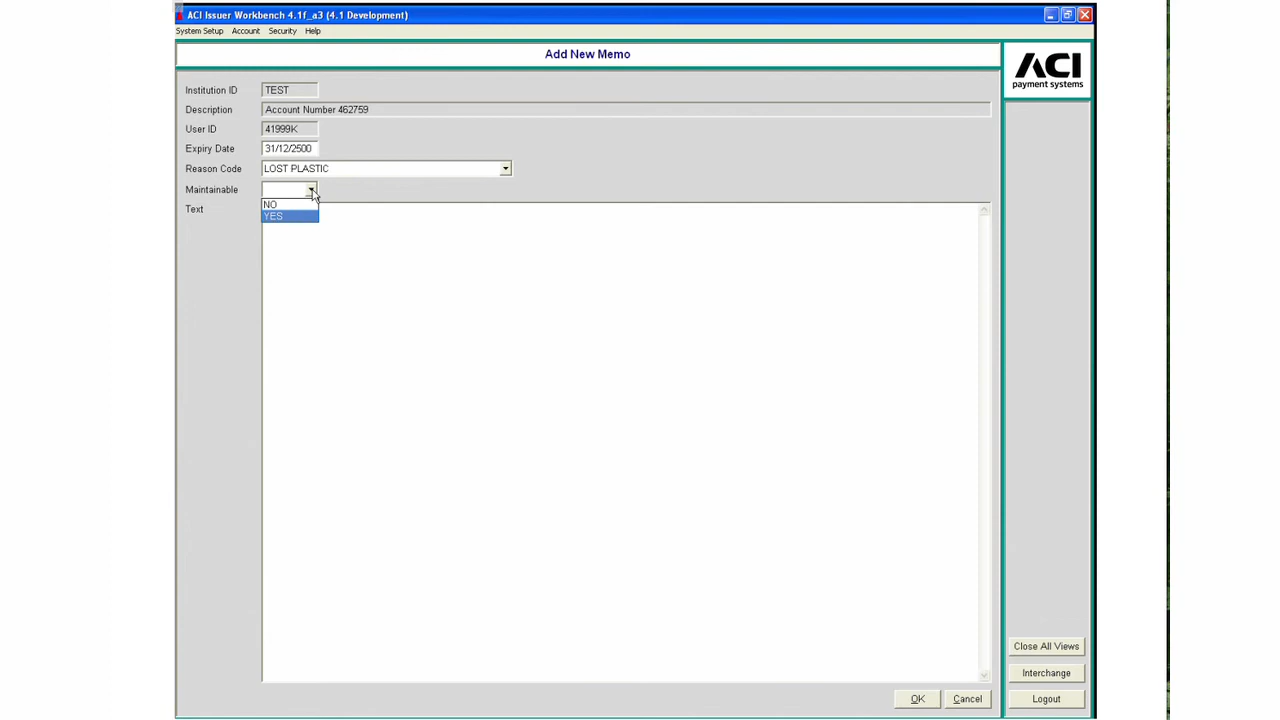 ACI Issuer Workbench 4.1f_a3 (4.1 Development)
System Setup Account Security Help
Add New Memo
ACI
payment systems
Institution ID TEST
Description Account Number 462759
User ID 41999K
Expiry Date 31/12/2500
Reason Code LOST PLASTIC
Maintainable
NO
YES
Text
Close All Views
Interchange
OK Cancel Logout